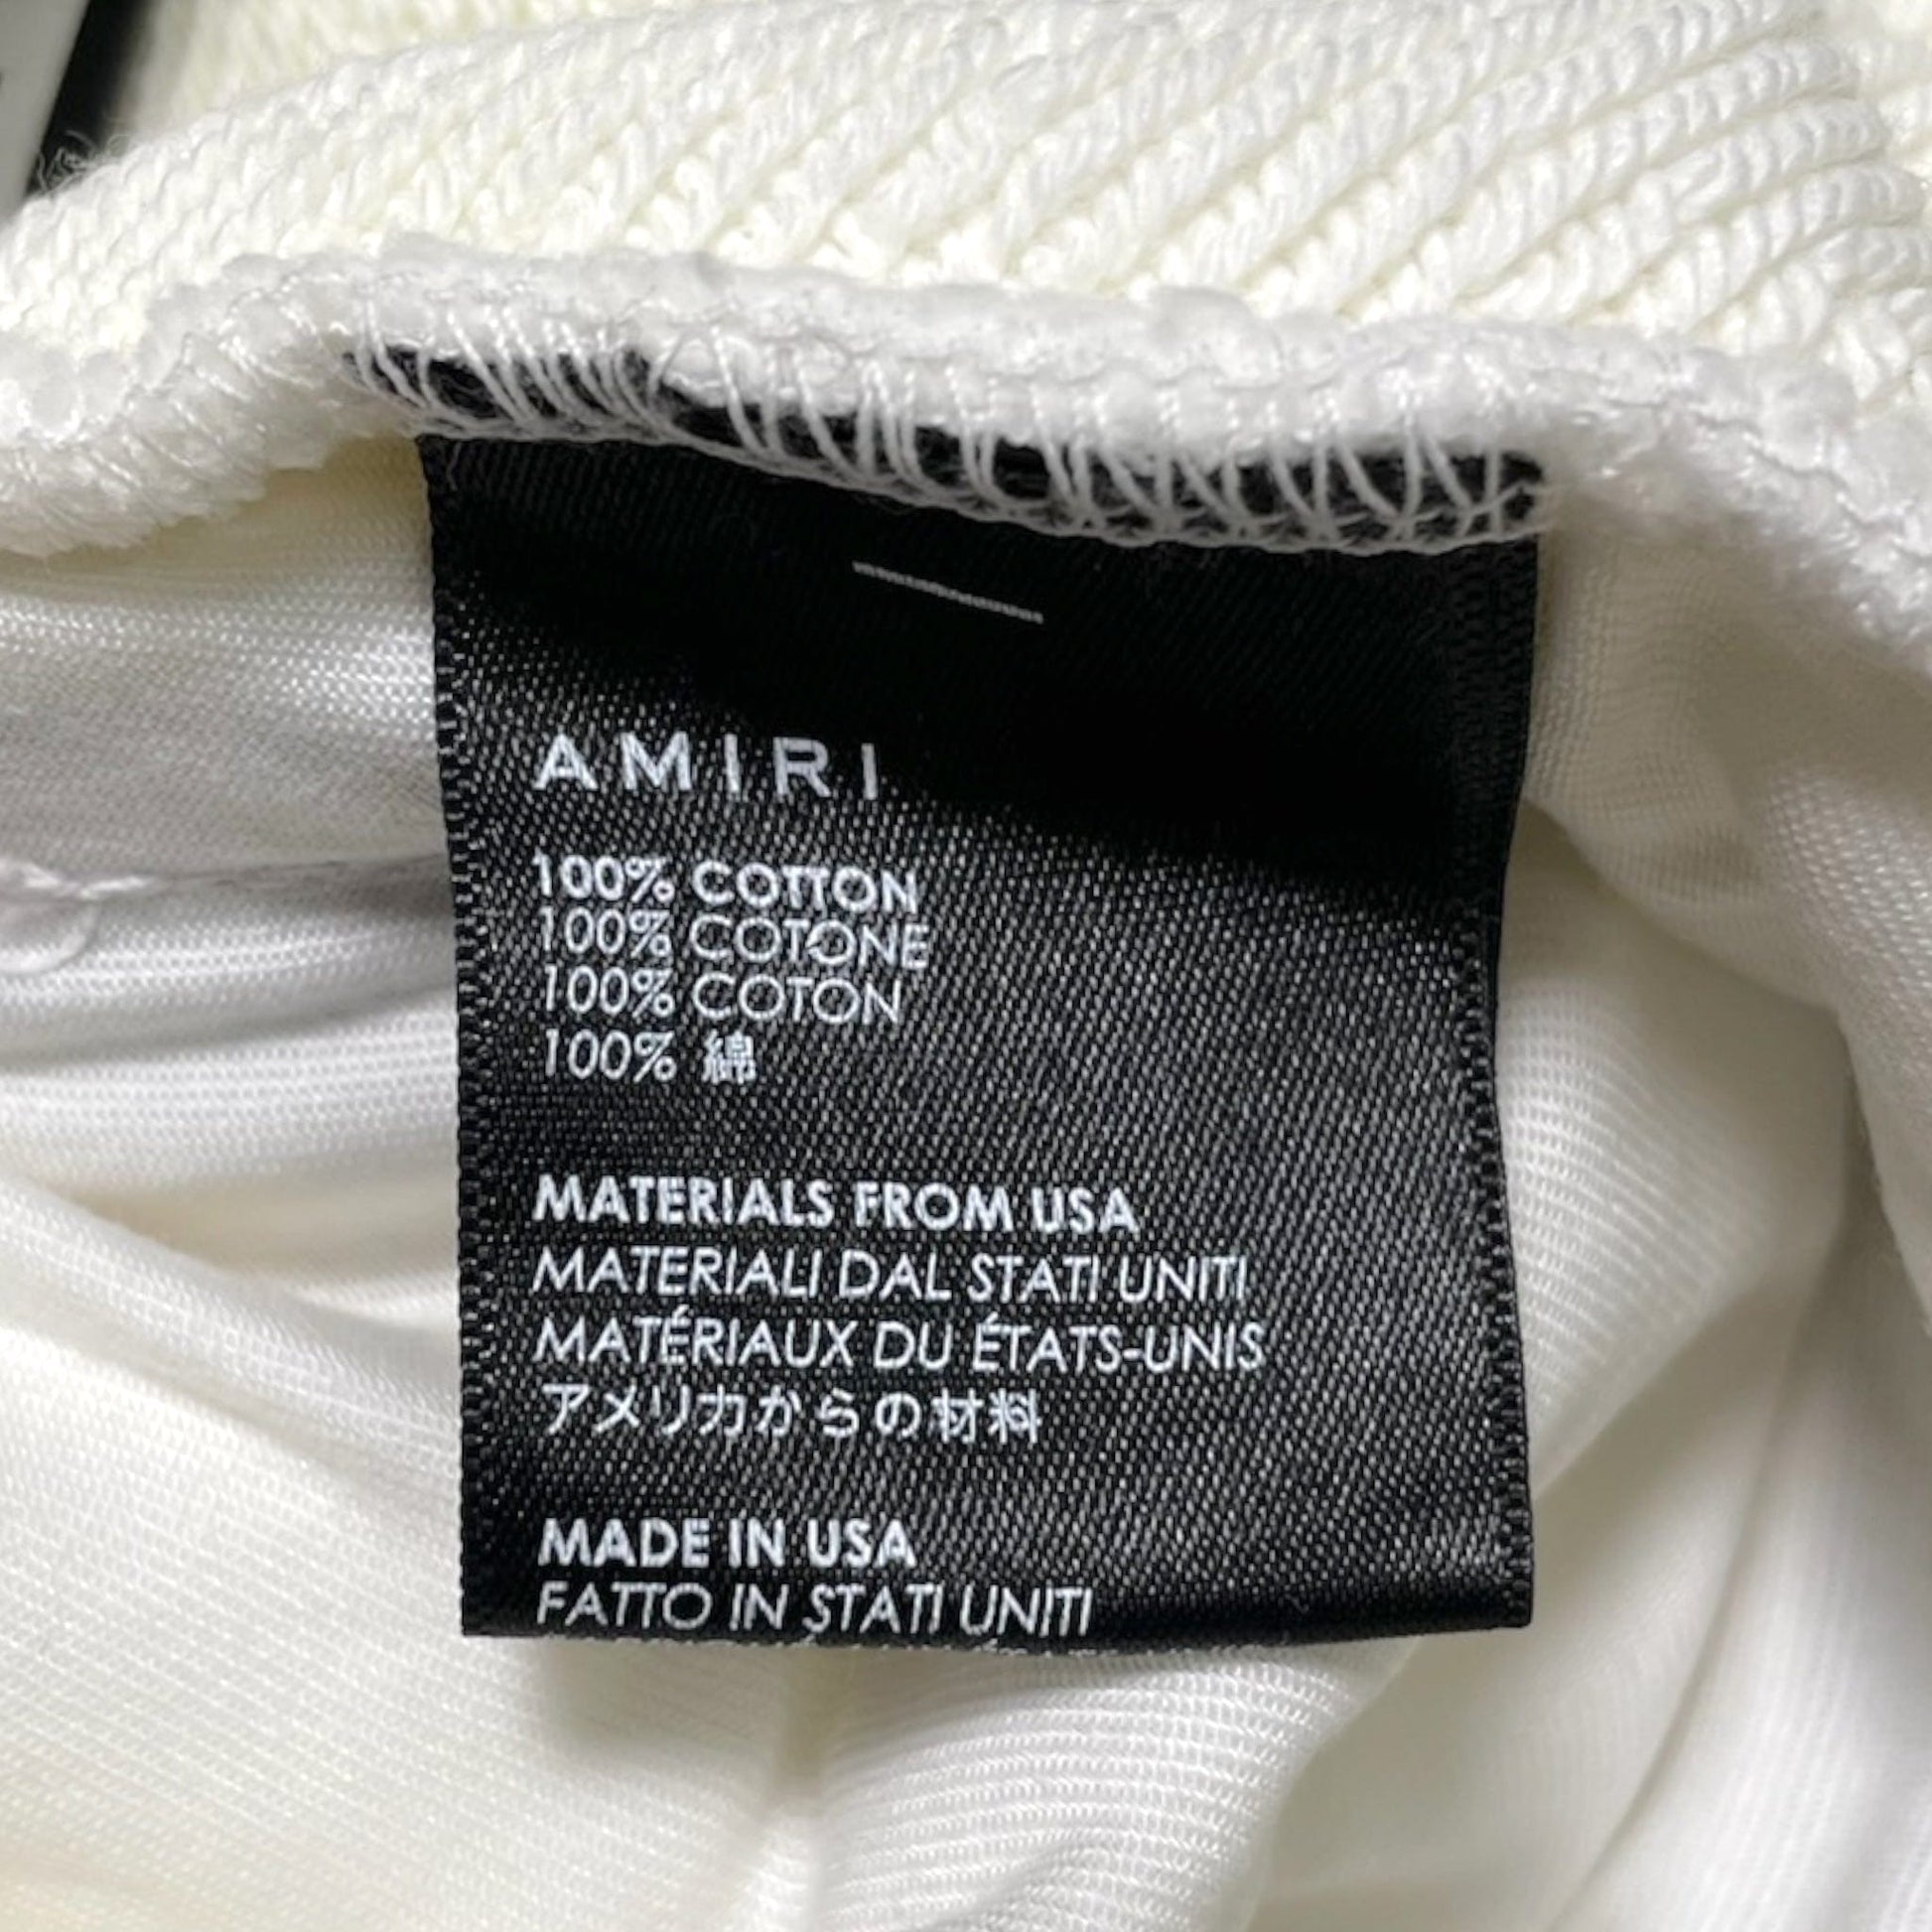 AMIRI
100% COTTON
100% COTONE
100% COTON
100% 綿
MATERIALS FROM USA
MATERIALI DAL STATI UNITI
MATÉRIAUX DU ÉTATS-UNIS
アメリカからの材料
MADE IN USA
FATTO IN STATI UNITI